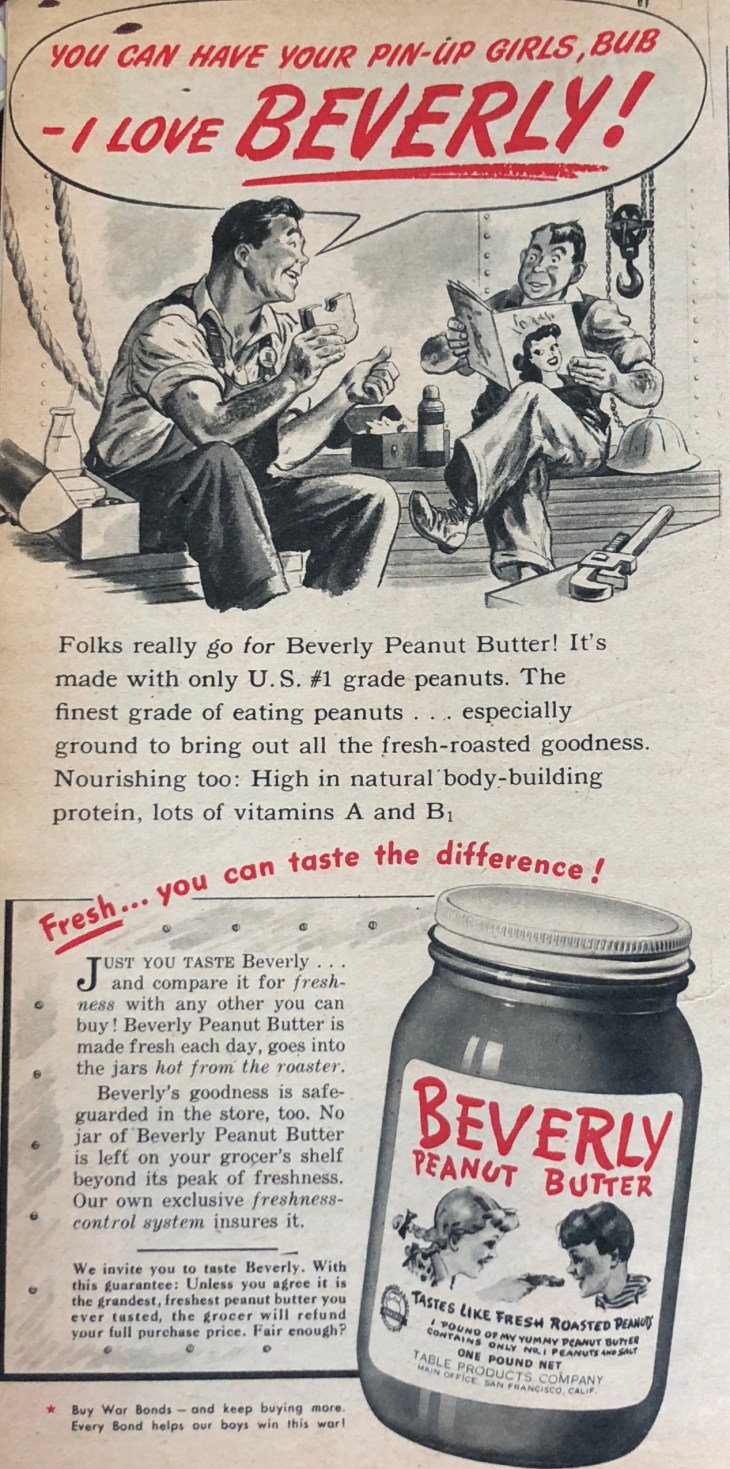 YOU CAN HAVE YOUR PIN-UP GIRLS, BUB
- I LOVE BEVERLY!
Folks really go for Beverly Peanut Butter! It's
made with only U.S. #1 grade peanuts. The
finest grade of eating peanuts . . . especially
ground to bring out all the fresh-roasted goodness.
Nourishing too: High in natural body-building
protein, lots of vitamins A and B₁
Fresh... you can taste the difference!
JUST YOU TASTE Beverly . . .
and compare it for fresh-
ness with any other you can
buy! Beverly Peanut Butter is
made fresh each day, goes into
the jars hot from the roaster.
Beverly's goodness is safe-
guarded in the store, too. No
jar of Beverly Peanut Butter
is left on your grocer's shelf
beyond its peak of freshness.
Our own exclusive freshness-
control system insures it.
We invite you to taste Beverly. With
this guarantee: Unless you agree it is
the grandest, freshest peanut butter you
ever tasted, the grocer will refund
your full purchase price. Fair enough?
* Buy War Bonds — and keep buying more.
Every Bond helps our boys win this war!
BEVERLY
PEANUT BUTTER
TASTES LIKE FRESH ROASTED PEANUTS
1 POUND OF MY YUMMY PEANUT BUTTER
CONTAINS ONLY NO. 1 PEANUTS AND SALT
ONE POUND NET
TABLE PRODUCTS COMPANY
MAIN OFFICE, SAN FRANCISCO, CALIF.